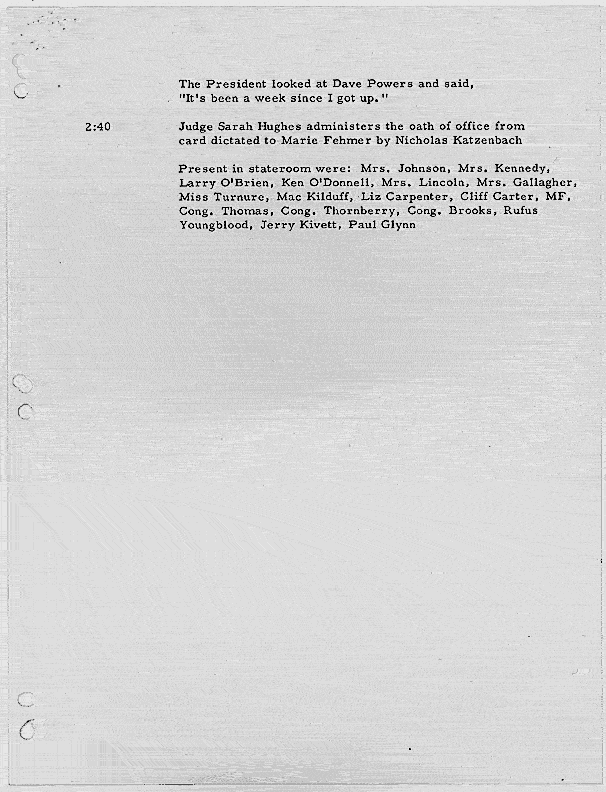 The President looked at Dave Powers and said,
"It's been a week since I got up."
2:40 Judge Sarah Hughes administers the oath of office from
card dictated to Marie Fehmer by Nicholas Katzenbach
Present in stateroom were: Mrs. Johnson, Mrs. Kennedy,
Larry O'Brien, Ken O'Donnell, Mrs. Lincoln, Mrs. Gallagher,
Miss Turnure, Mac Kilduff, Liz Carpenter, Cliff Carter, MF,
Cong. Thomas, Cong. Thornberry, Cong. Brooks, Rufus
Youngblood, Jerry Kivett, Paul Glynn